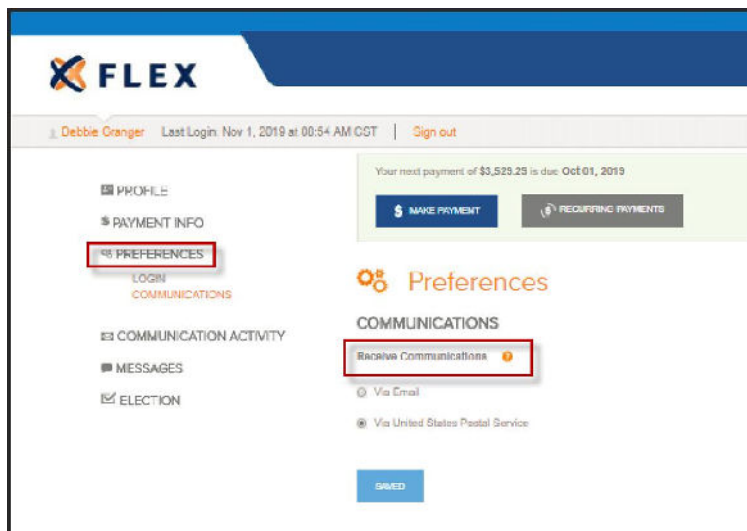 FLEX
Debbie Granger Last Login: Nov 1, 2019 at 08:54 AM CST | Sign out
Your next payment of $3,529.29 is due Oct 01, 2019
$ MAKE PAYMENT
RECURRING PAYMENTS
PROFILE
$ PAYMENT INFO
PREFERENCES
LOGIN
COMMUNICATIONS
COMMUNICATION ACTIVITY
MESSAGES
ELECTION
Preferences
COMMUNICATIONS
Receive Communications ?
Via Email
Via United States Postal Service
SAVED